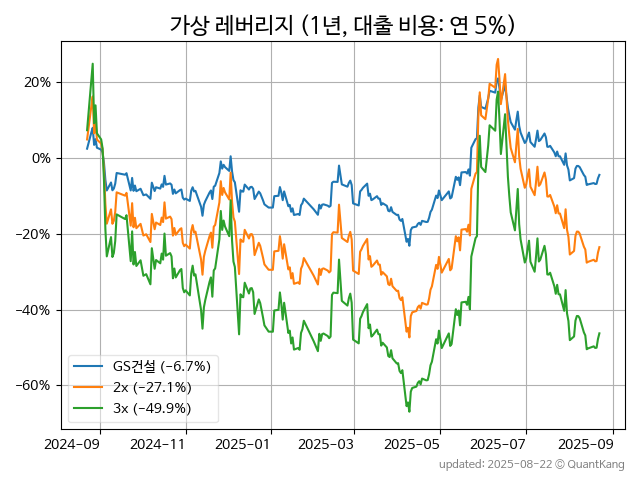 가상 레버리지 (1년, 대출 비용: 연 5%)
20%
0%
−20%
−40%
−60%
GS건설 (−6.7%)
2x (−27.1%)
3x (−49.9%)
2024−09 2024−11 2025−01 2025−03 2025−05 2025−07 2025−09
updated: 2025-08-22 © QuantKang